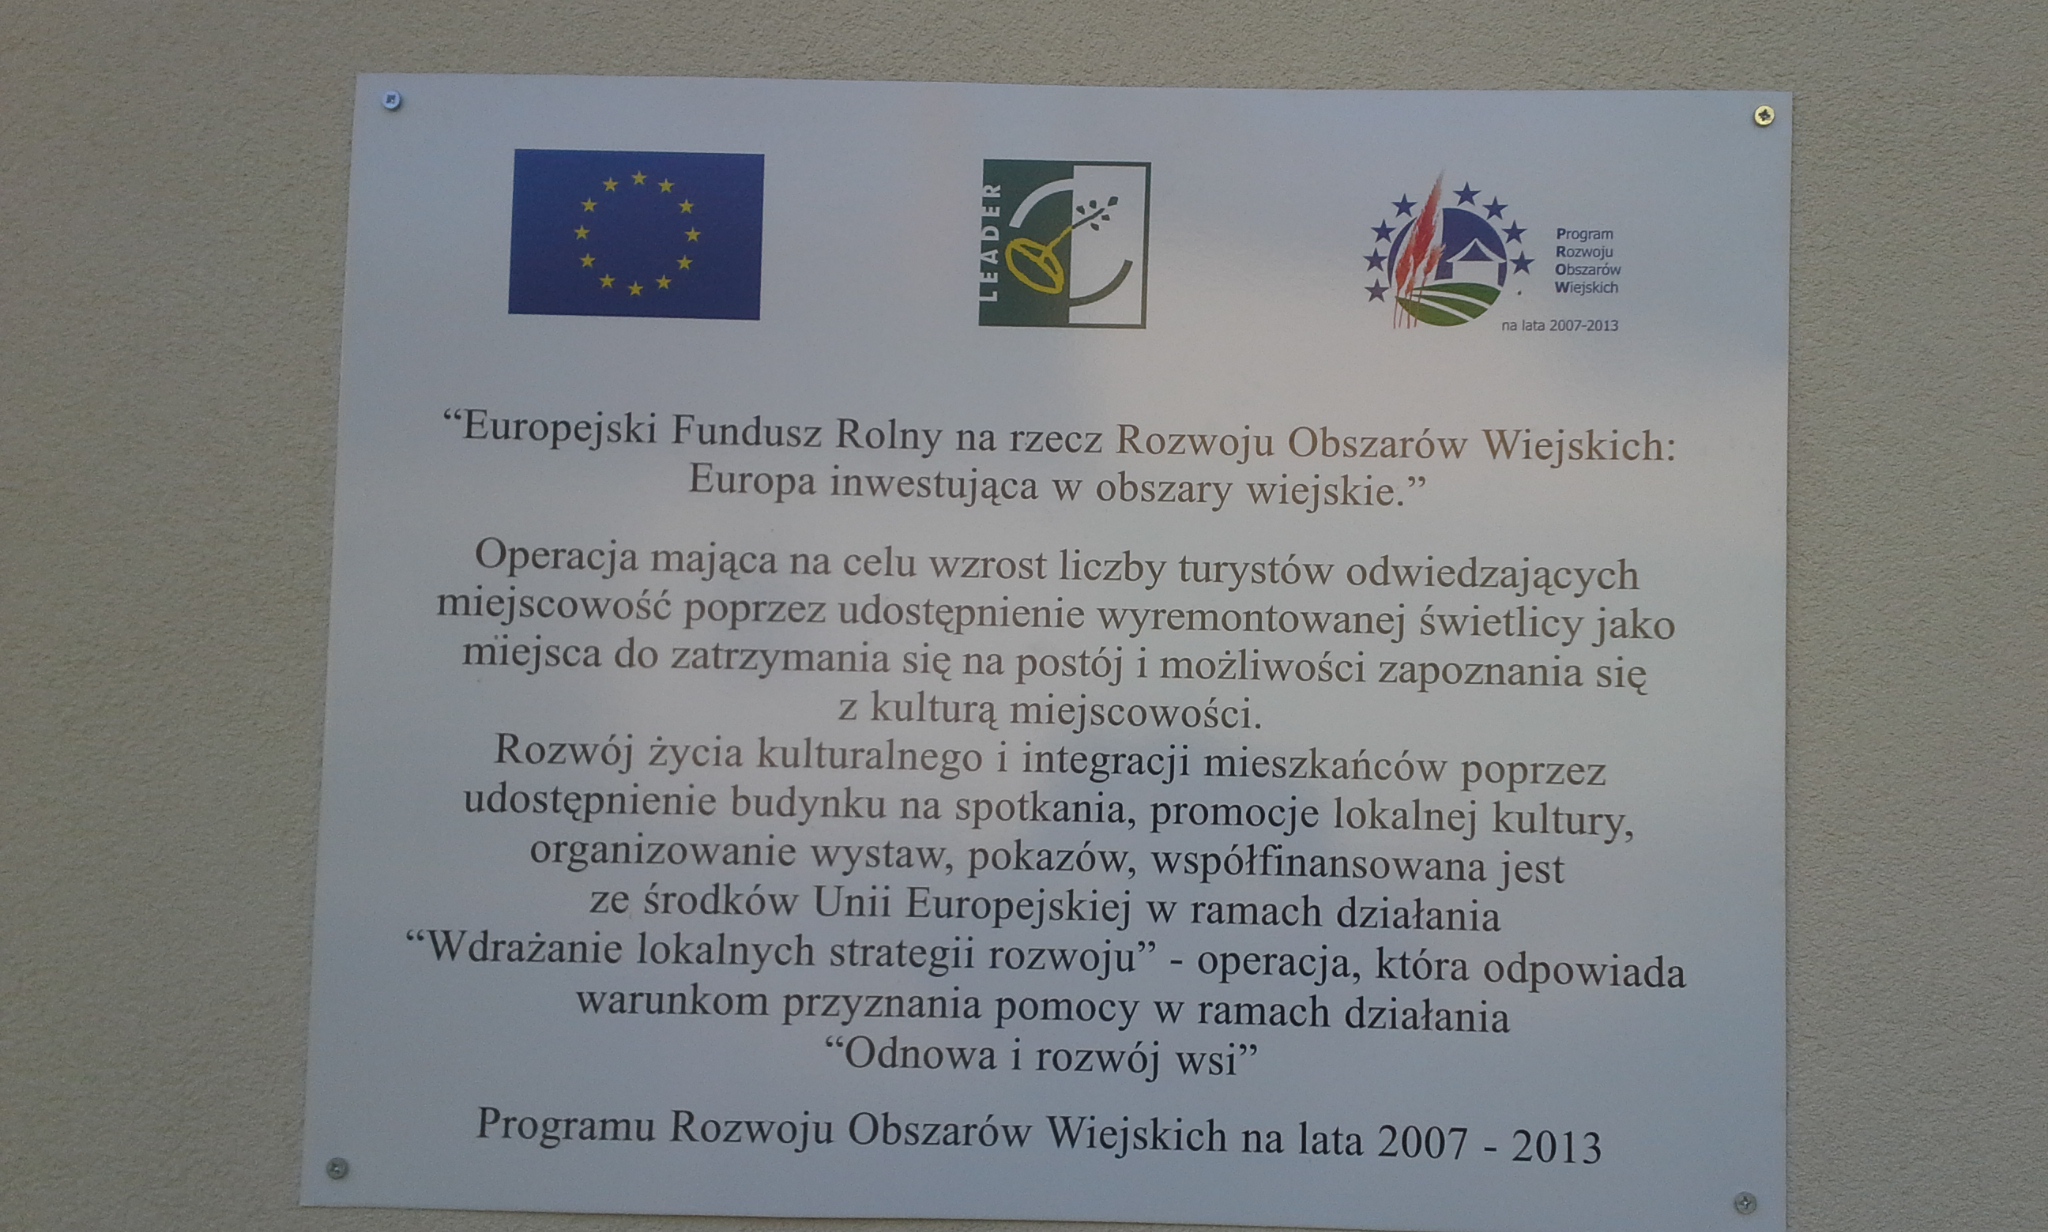 LEADER
Program
Rozwoju
Obszarów
Wiejskich
na lata 2007-2013
“Europejski Fundusz Rolny na rzecz Rozwoju Obszarów Wiejskich:
Europa inwestująca w obszary wiejskie.”
Operacja mająca na celu wzrost liczby turystów odwiedzających
miejscowość poprzez udostępnienie wyremontowanej świetlicy jako
miejsca do zatrzymania się na postój i możliwości zapoznania się
z kulturą miejscowości.
Rozwój życia kulturalnego i integracji mieszkańców poprzez
udostępnienie budynku na spotkania, promocje lokalnej kultury,
organizowanie wystaw, pokazów, współfinansowana jest
ze środków Unii Europejskiej w ramach działania
“Wdrażanie lokalnych strategii rozwoju” - operacja, która odpowiada
warunkom przyznania pomocy w ramach działania
“Odnowa i rozwój wsi”
Programu Rozwoju Obszarów Wiejskich na lata 2007 - 2013